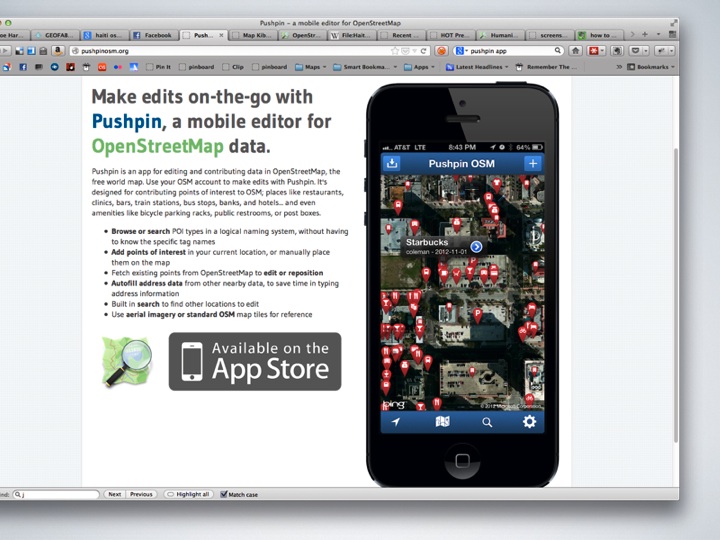 Pushpin – a mobile editor for OpenStreetMap
GEOFAB...
haiti os...
Facebook
Push...
Map Kib...
OpenStr...
FileHait...
Recent ...
HOT Pre...
Humani...
screens...
how to ...
pushpinosm.org
pushpin app
Pin It
pinboard
Clip
pinboard
Maps
Smart Bookma...
Apps
Latest Headlines
Remember The ...
Bookmarks
Make edits on-the-go with
Pushpin, a mobile editor for
OpenStreetMap data.
Pushpin is an app for editing and contributing data in OpenStreetMap, the
free world map. Use your OSM account to make edits with Pushpin. It's
designed for contributing points of interest to OSM; places like restaurants,
clinics, bars, train stations, bus stops, banks, and hotels... and even
amenities like bicycle parking racks, public restrooms, or post boxes.
Browse or search POI types in a logical naming system, without having
to know the specific tag names
Add points of interest in your current location, or manually place
them on the map
Fetch existing points from OpenStreetMap to edit or reposition
Autofill address data from other nearby data, to save time in typing
address information
Built in search to find other locations to edit
Use aerial imagery or standard OSM map tiles for reference
Available on the
App Store
AT&T LTE
8:43 PM
64%
Pushpin OSM
Starbucks
coleman - 2012-11-01
bing
© 2012 Microsoft Corporation
j
Next
Previous
Highlight all
Match case